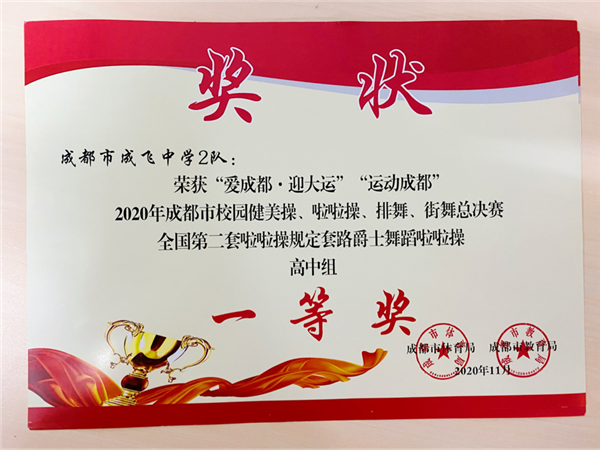 奖 状
成都市成飞中学2队：
荣获“爱成都·迎大运”“运动成都”
2020年成都市校园健美操、啦啦操、排舞、街舞总决赛
全国第二套啦啦操规定套路爵士舞蹈啦啦操
高中组
一等奖
成都市体育局 成都市教育局
2020年11月